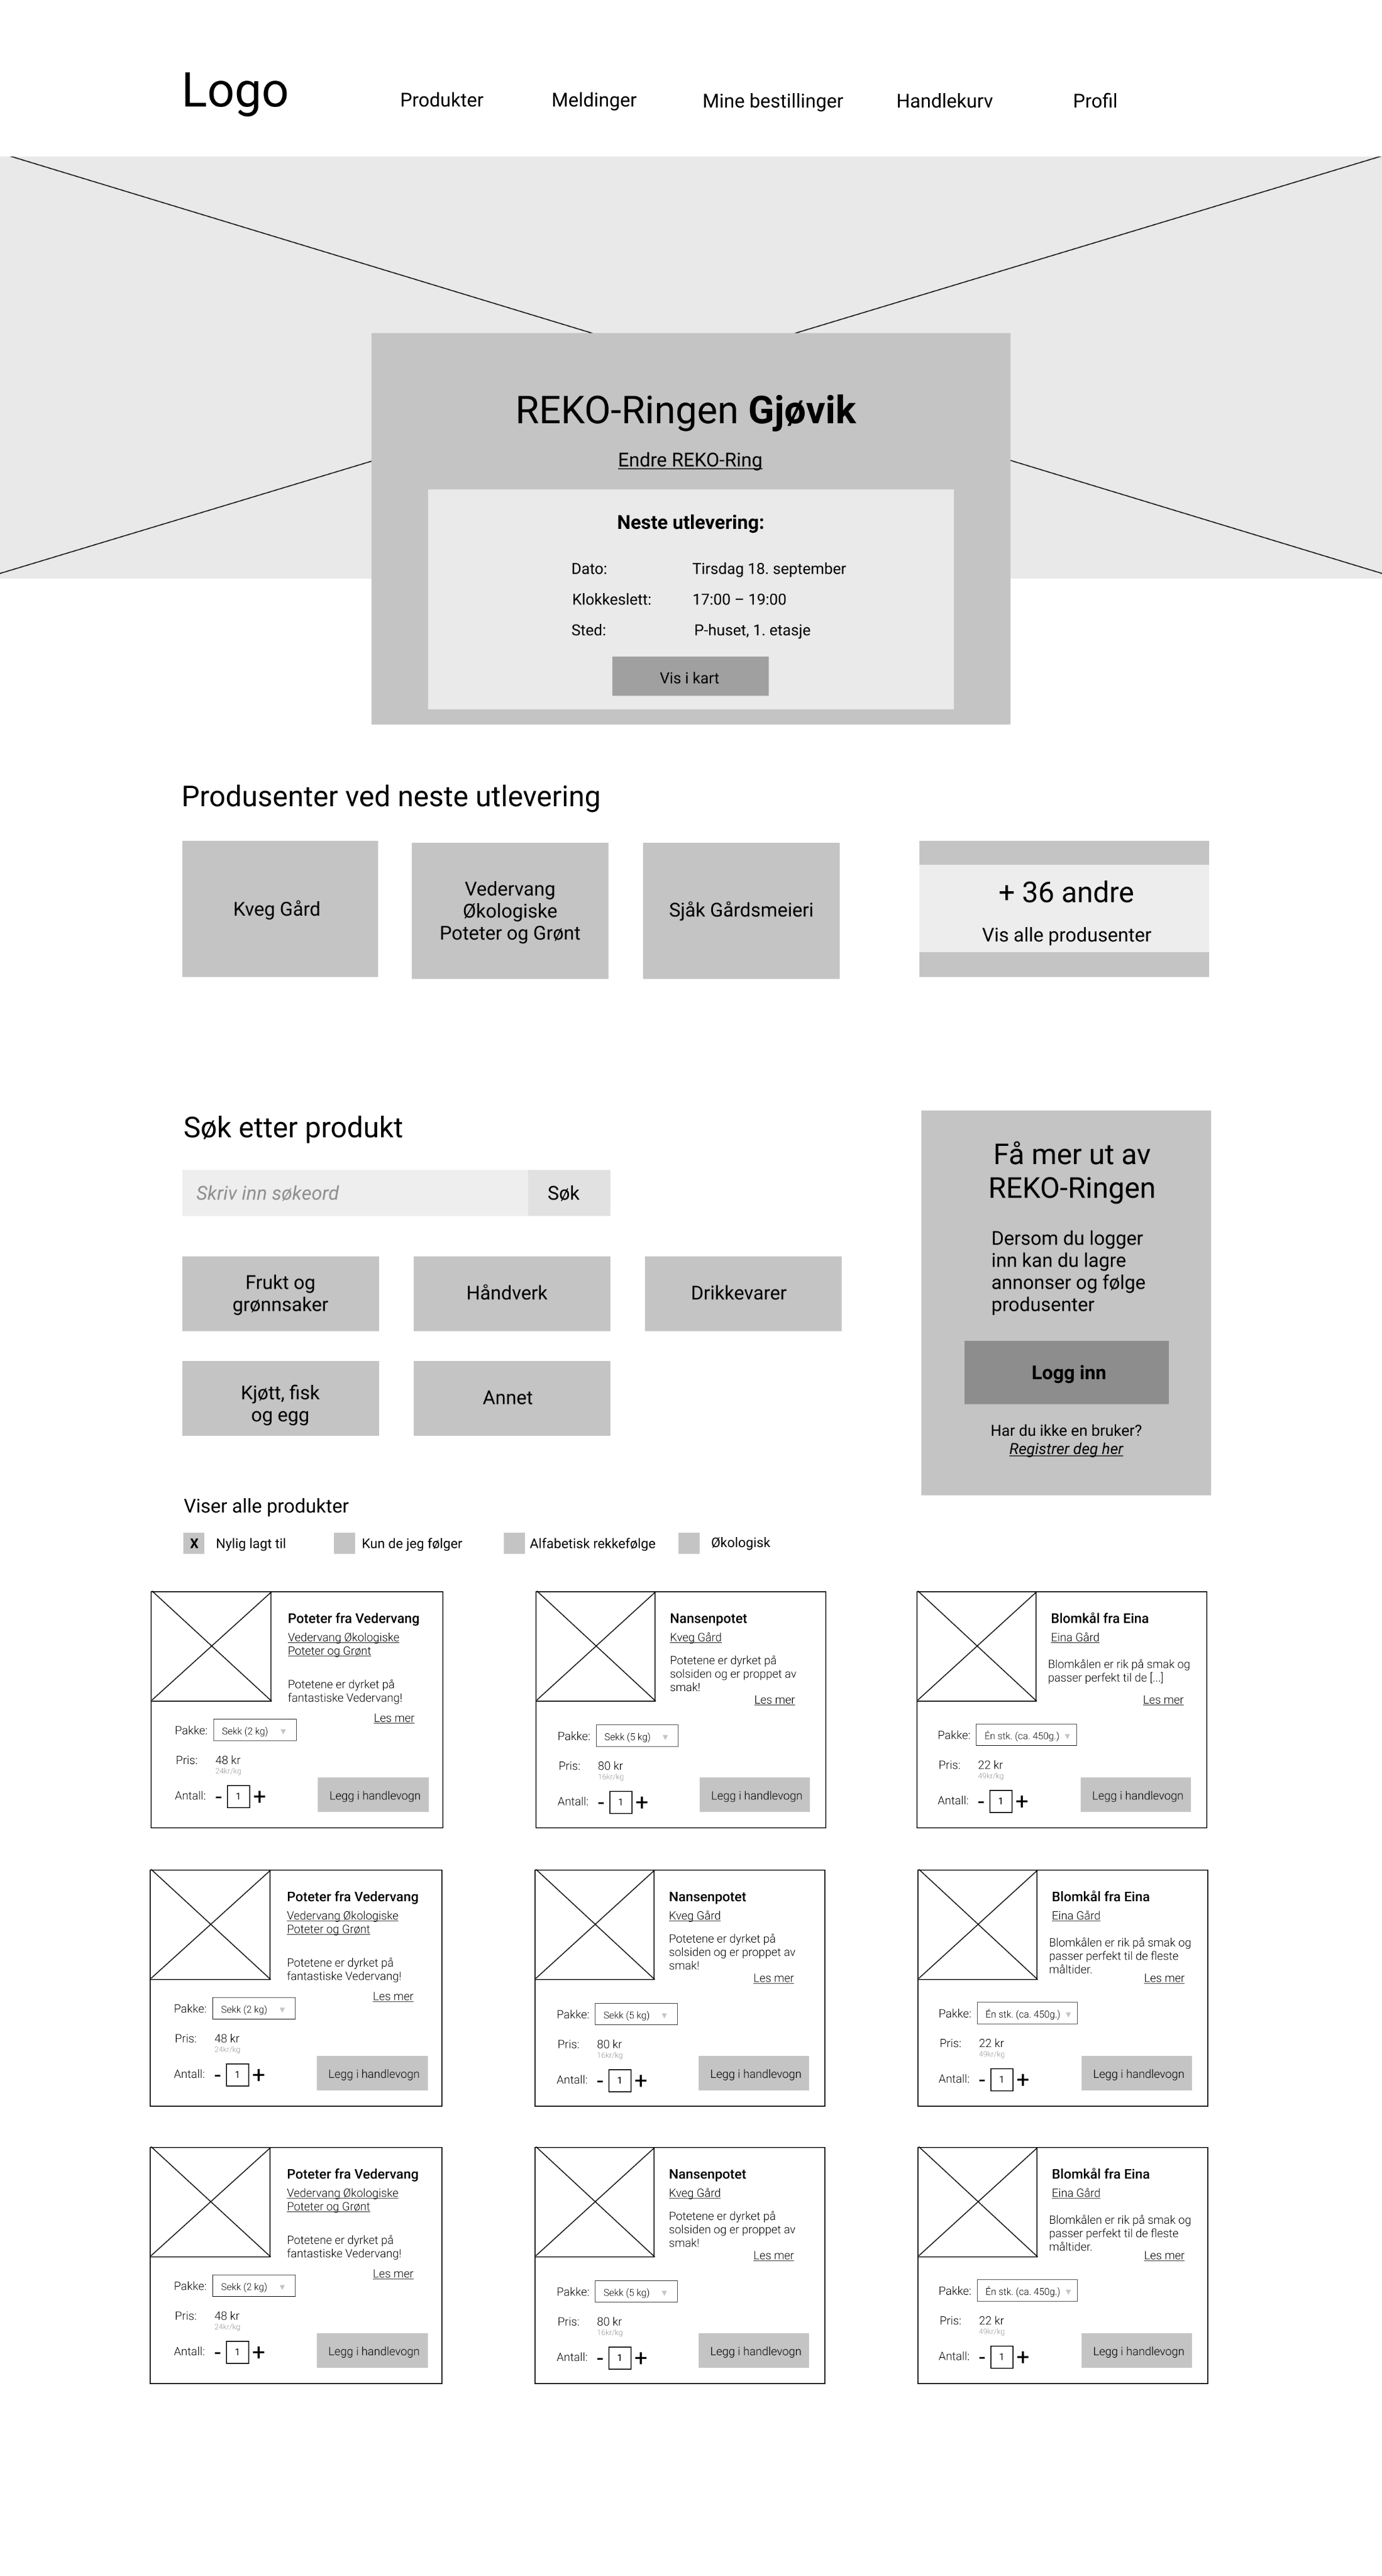 Logo
Produkter
Meldinger
Mine bestillinger
Handlekurv
Profil
REKO-Ringen Gjøvik
Endre REKO-Ring
Neste utlevering:
Dato: Tirsdag 18. september
Klokkeslett: 17:00 – 19:00
Sted: P-huset, 1. etasje
Vis i kart
Produsenter ved neste utlevering
Kveg Gård
Vedervang
Økologiske
Poteter og Grønt
Sjåk Gårdsmeieri
+ 36 andre
Vis alle produsenter
Søk etter produkt
Skriv inn søkeord
Søk
Frukt og
grønnsaker
Håndverk
Drikkevarer
Kjøtt, fisk
og egg
Annet
Få mer ut av
REKO-Ringen
Dersom du logger
inn kan du lagre
annonser og følge
produsenter
Logg inn
Har du ikke en bruker?
Registrer deg her
Viser alle produkter
X Nylig lagt til
Kun de jeg følger
Alfabetisk rekkefølge
Økologisk
Poteter fra Vedervang
Vedervang Økologiske
Poteter og Grønt
Potetene er dyrket på
fantastiske Vedervang!
Les mer
Pakke: Sekk (2 kg) ▼
Pris: 48 kr
24kr/kg
Antall: - 1 +
Legg i handlevogn
Nansenpotet
Kveg Gård
Potetene er dyrket på
solsiden og er proppet av
smak!
Les mer
Pakke: Sekk (5 kg) ▼
Pris: 80 kr
16kr/kg
Antall: - 1 +
Legg i handlevogn
Blomkål fra Eina
Eina Gård
Blomkålen er rik på smak og
passer perfekt til de [...]
Les mer
Pakke: Én stk. (ca. 450g.) ▼
Pris: 22 kr
49kr/kg
Antall: - 1 +
Legg i handlevogn
Poteter fra Vedervang
Vedervang Økologiske
Poteter og Grønt
Potetene er dyrket på
fantastiske Vedervang!
Les mer
Pakke: Sekk (2 kg) ▼
Pris: 48 kr
24kr/kg
Antall: - 1 +
Legg i handlevogn
Nansenpotet
Kveg Gård
Potetene er dyrket på
solsiden og er proppet av
smak!
Les mer
Pakke: Sekk (5 kg) ▼
Pris: 80 kr
16kr/kg
Antall: - 1 +
Legg i handlevogn
Blomkål fra Eina
Eina Gård
Blomkålen er rik på smak og
passer perfekt til de fleste
måltider.
Les mer
Pakke: Én stk. (ca. 450g.) ▼
Pris: 22 kr
49kr/kg
Antall: - 1 +
Legg i handlevogn
Poteter fra Vedervang
Vedervang Økologiske
Poteter og Grønt
Potetene er dyrket på
fantastiske Vedervang!
Les mer
Pakke: Sekk (2 kg) ▼
Pris: 48 kr
24kr/kg
Antall: - 1 +
Legg i handlevogn
Nansenpotet
Kveg Gård
Potetene er dyrket på
solsiden og er proppet av
smak!
Les mer
Pakke: Sekk (5 kg) ▼
Pris: 80 kr
16kr/kg
Antall: - 1 +
Legg i handlevogn
Blomkål fra Eina
Eina Gård
Blomkålen er rik på smak og
passer perfekt til de fleste
måltider.
Les mer
Pakke: Én stk. (ca. 450g.) ▼
Pris: 22 kr
49kr/kg
Antall: - 1 +
Legg i handlevogn